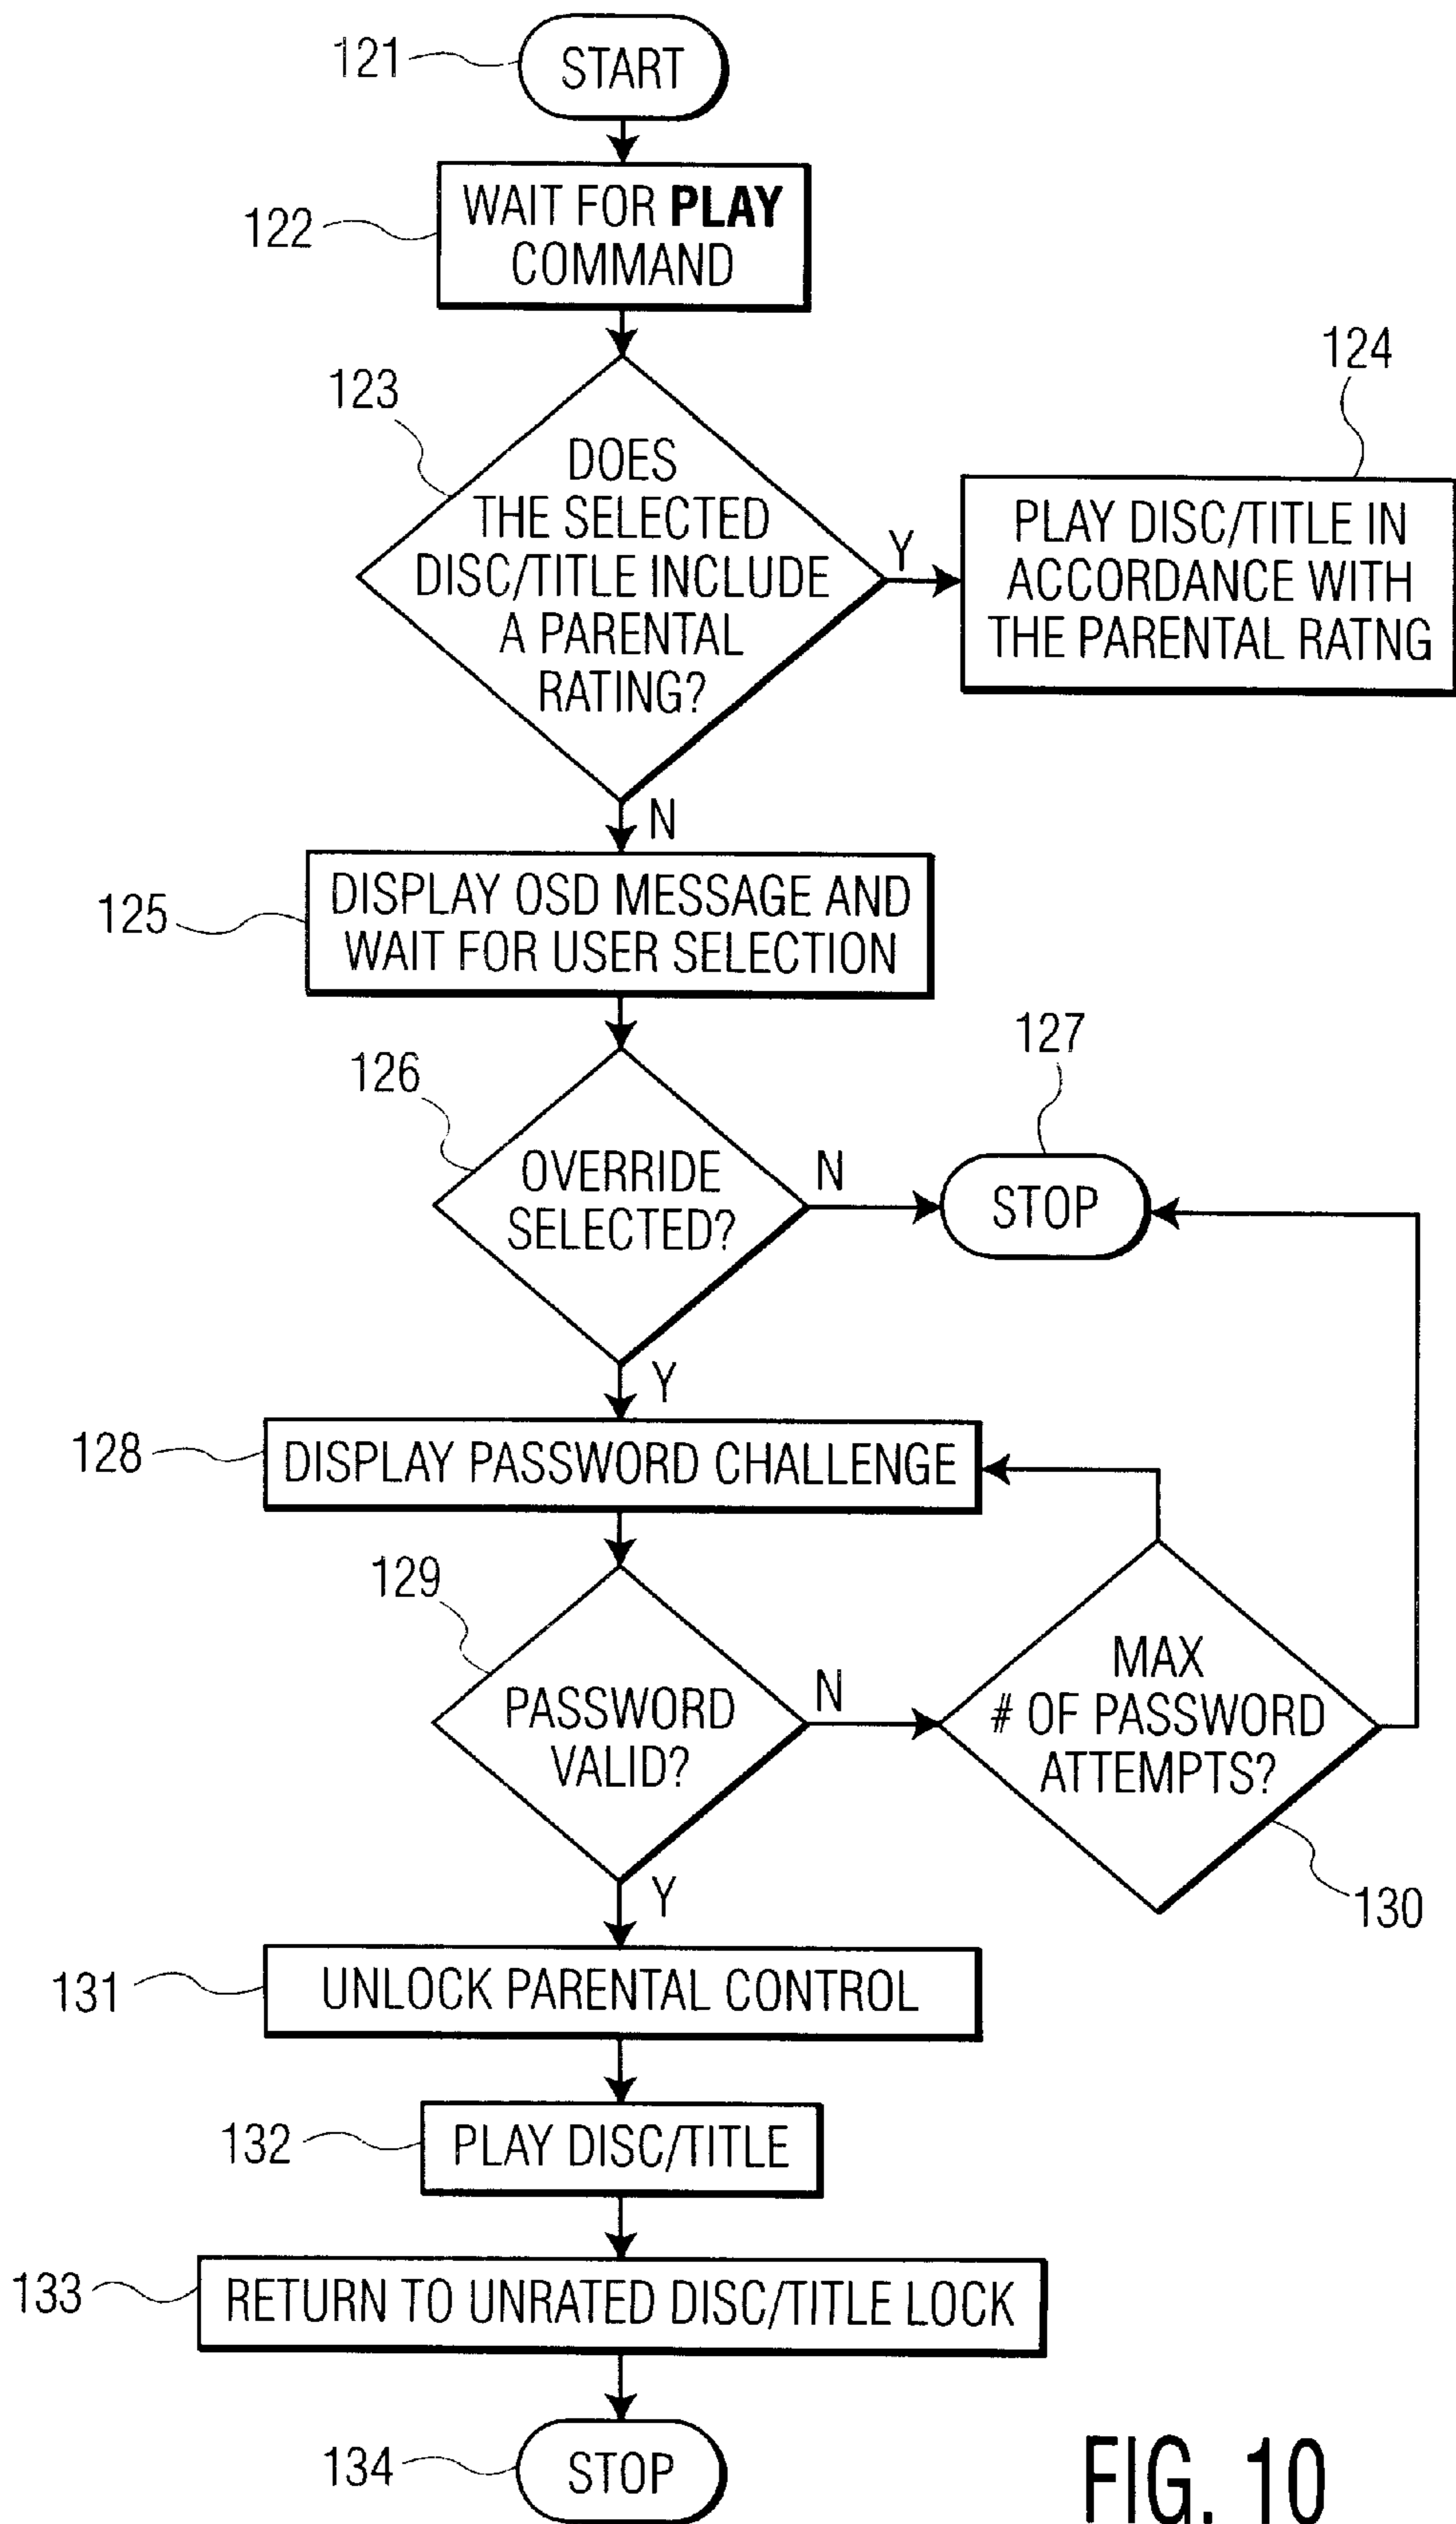 121
START
122
WAIT FOR PLAY
COMMAND
123
DOES
THE SELECTED
DISC/TITLE INCLUDE
A PARENTAL
RATING?
Y
124
PLAY DISC/TITLE IN
ACCORDANCE WITH
THE PARENTAL RATNG
N
125
DISPLAY OSD MESSAGE AND
WAIT FOR USER SELECTION
126
OVERRIDE
SELECTED?
N
127
STOP
Y
128
DISPLAY PASSWORD CHALLENGE
129
PASSWORD
VALID?
N
MAX
# OF PASSWORD
ATTEMPTS?
130
Y
131
UNLOCK PARENTAL CONTROL
132
PLAY DISC/TITLE
133
RETURN TO UNRATED DISC/TITLE LOCK
134
STOP
FIG. 10